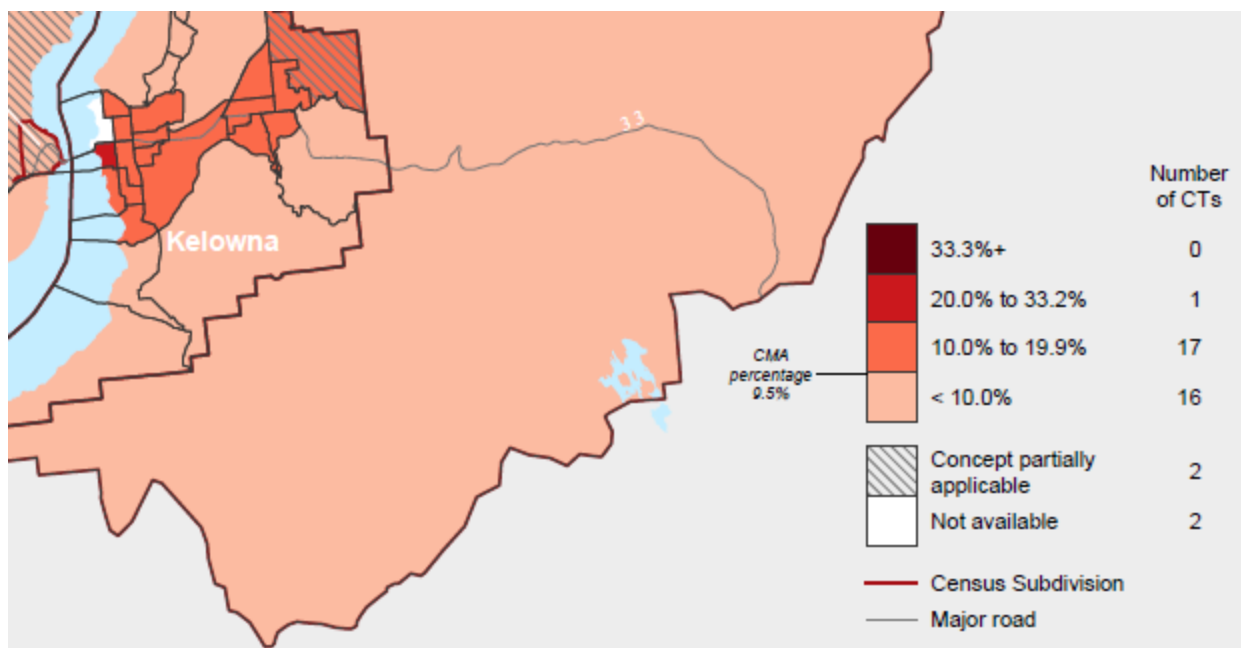 33
Kelowna
Number
of CTs
33.3%+ 0
20.0% to 33.2% 1
10.0% to 19.9% 17
CMA
percentage
9.5%
< 10.0% 16
Concept partially
applicable 2
Not available 2
Census Subdivision
Major road